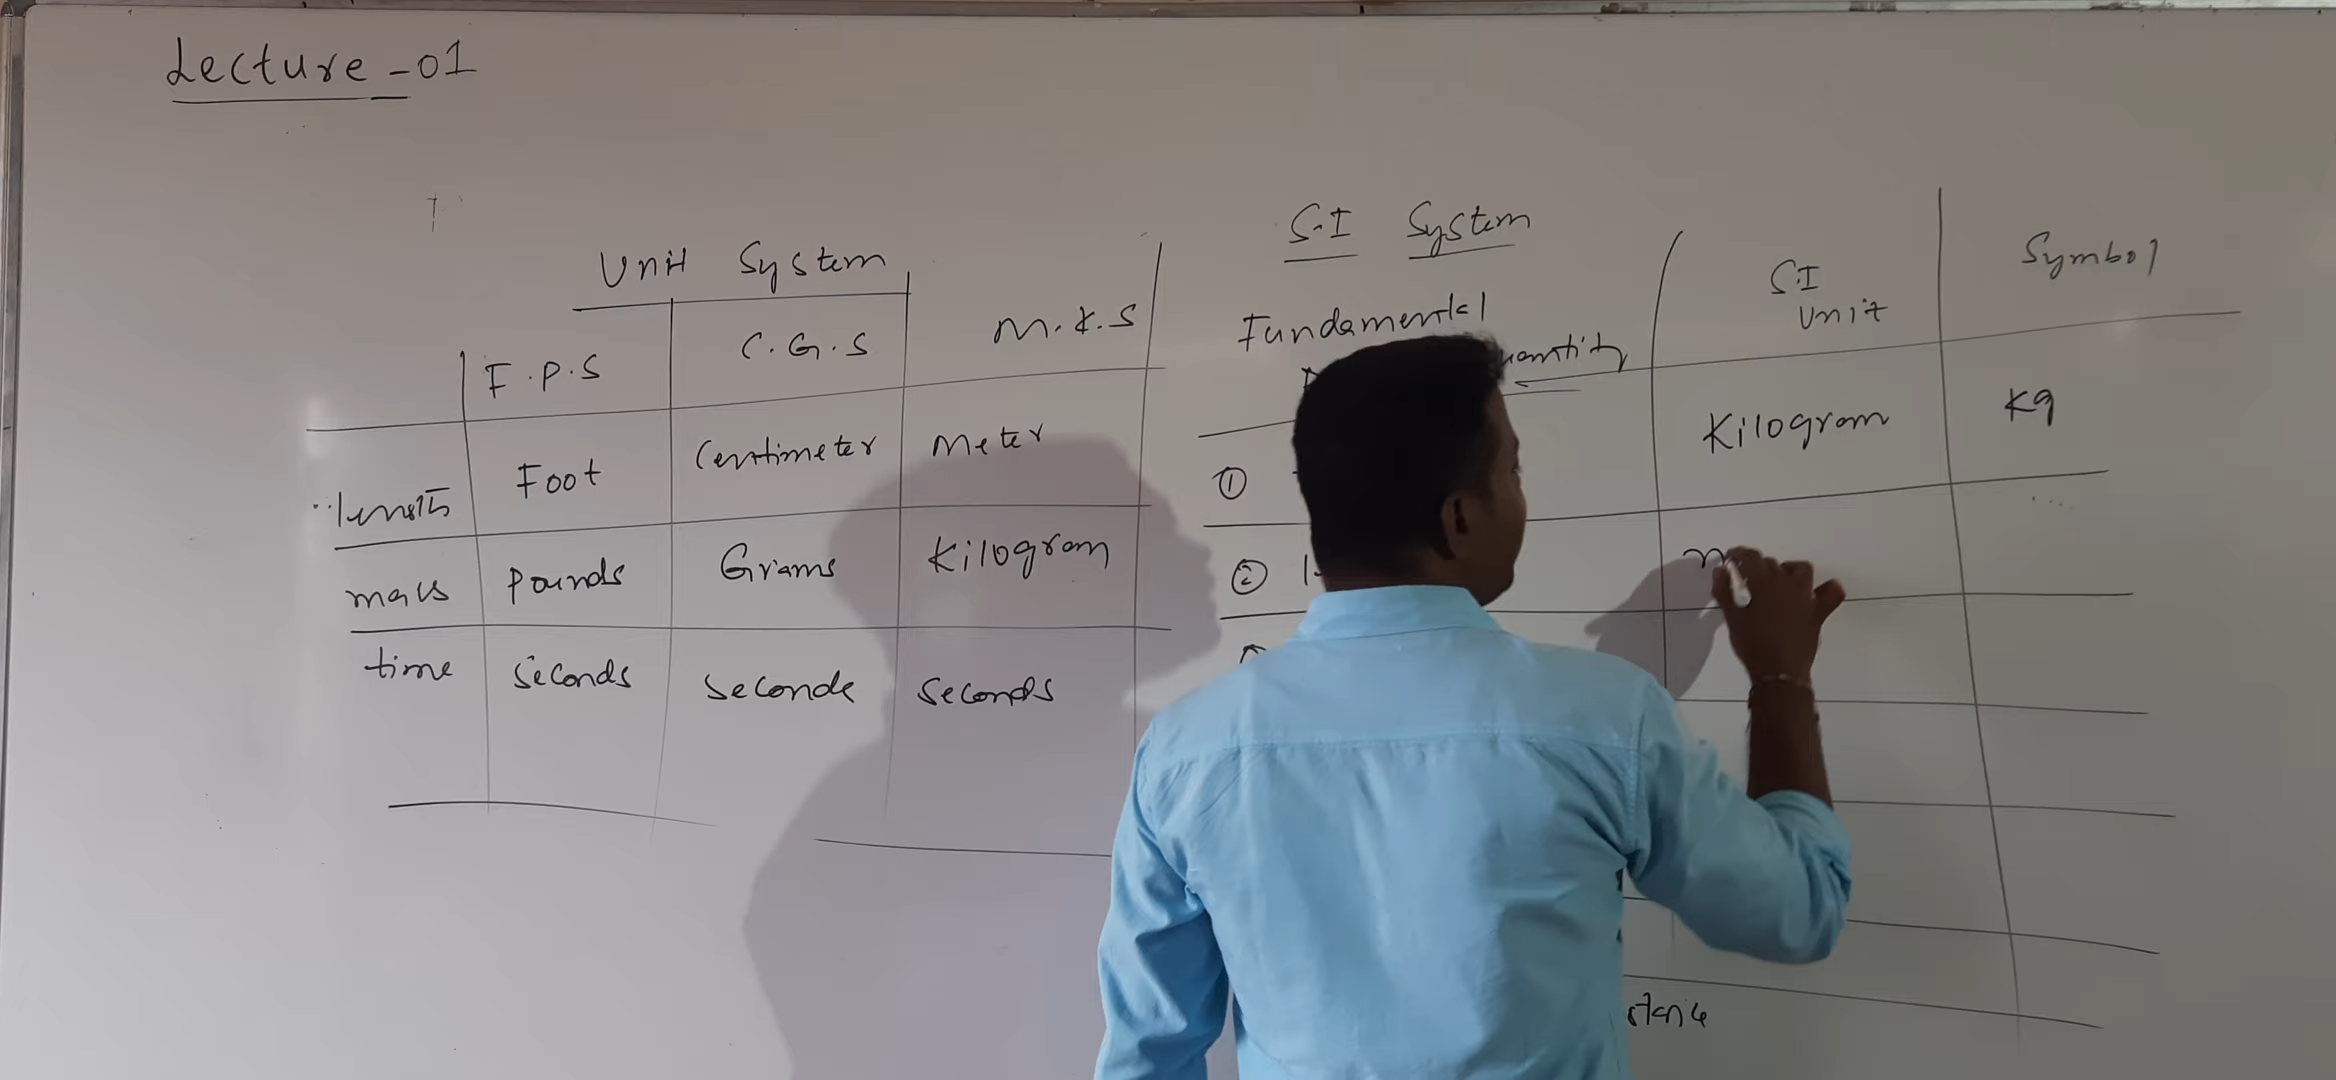 Lecture - 01
Unit System
F.P.S C.G.S M.K.S
length Foot Centimeter Meter
mass Pounds Grams Kilogram
time Seconds Seconds Seconds
S.I System
Fundamental
SI Unit Symbol
① Kilogram Kg
②